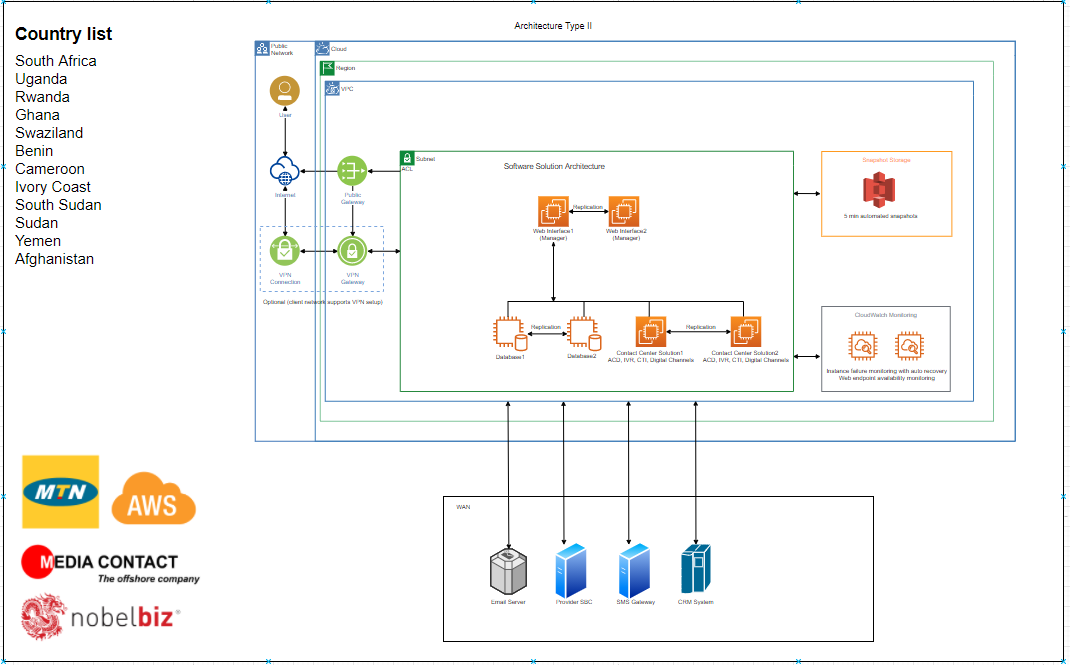 Architecture Type II
Country list
South Africa
Uganda
Rwanda
Ghana
Swaziland
Benin
Cameroon
Ivory Coast
South Sudan
Sudan
Yemen
Afghanistan
Public
Network
Cloud
Region
VPC
User
Internet
Public
Gateway
VPN
Connection
VPN
Gateway
Optional (client network supports VPN setup)
Subnet
ACL
Software Solution Architecture
Replication
Web Interface1
(Manager)
Web Interface2
(Manager)
Replication
Database1
Database2
Replication
Contact Center Solution1
ACD, IVR, CTI, Digital Channels
Contact Center Solution2
ACD, IVR, CTI, Digital Channels
Snapshot Storage
5 min automated snapshots
CloudWatch Monitoring
Instance failure monitoring with auto recovery
Web endpoint availability monitoring
WAN
Email Server
Provider SBC
SMS Gateway
CRM System
MTN
AWS
MEDIA CONTACT
The offshore company
nobelbiz